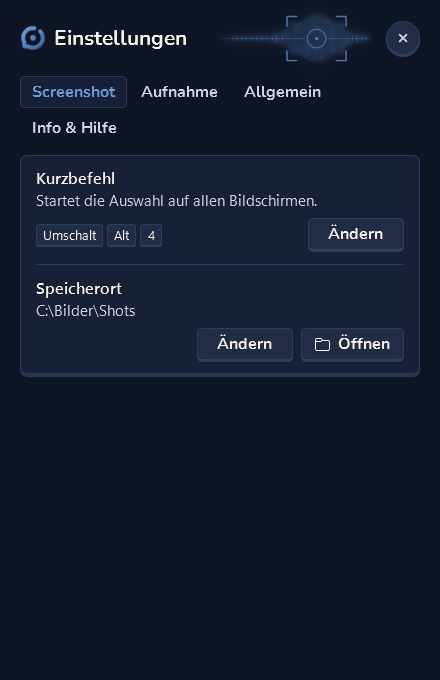 Einstellungen
Screenshot Aufnahme Allgemein
Info & Hilfe
Kurzbefehl
Startet die Auswahl auf allen Bildschirmen.
Umschalt Alt 4 Ändern
Speicherort
C:\Bilder\Shots
Ändern Öffnen